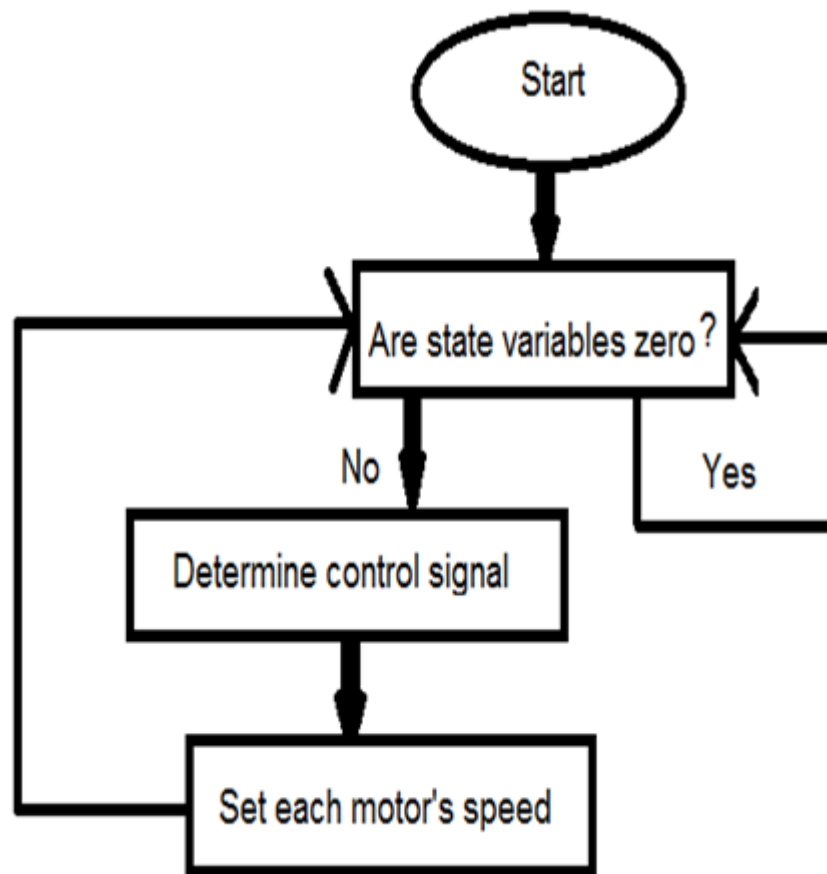 Start
Are state variables zero?
No
Yes
Determine control signal
Set each motor's speed